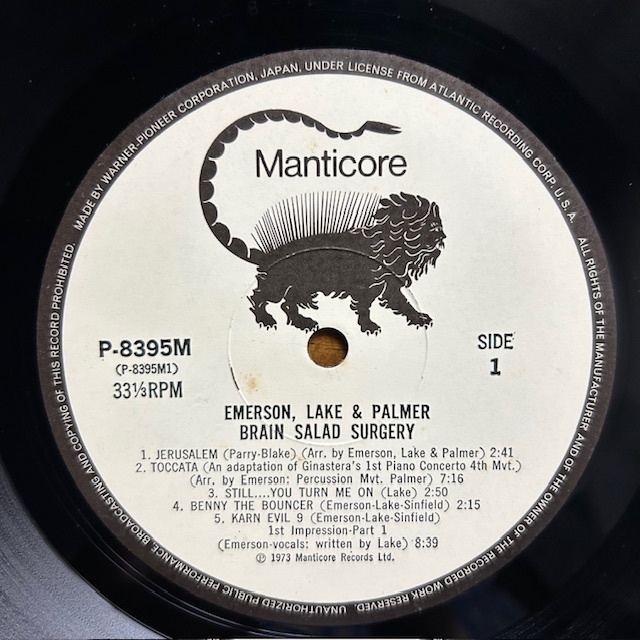 MADE BY WARNER-PIONEER CORPORATION, JAPAN, UNDER LICENSE FROM ATLANTIC RECORDING CORP. U.S.A.
ALL RIGHTS OF THE MANUFACTURER AND OF THE OWNER OF THE RECORDED WORK RESERVED. UNAUTHORIZED PUBLIC PERFORMANCE, BROADCASTING AND COPYING OF THIS RECORD PROHIBITED.
Manticore
P-8395M
(P-8395M1)
33⅓RPM
SIDE
1
EMERSON, LAKE & PALMER
BRAIN SALAD SURGERY
1. JERUSALEM (Parry-Blake) (Arr. by Emerson, Lake & Palmer) 2:41
2. TOCCATA (An adaptation of Ginastera's 1st Piano Concerto 4th Mvt.)
(Arr. by Emerson: Percussion Mvt. Palmer) 7:16
3. STILL....YOU TURN ME ON (Lake) 2:50
4. BENNY THE BOUNCER (Emerson-Lake-Sinfield) 2:15
5. KARN EVIL 9 (Emerson-Lake-Sinfield)
1st Impression-Part 1
(Emerson-vocals: written by Lake) 8:39
℗ 1973 Manticore Records Ltd.